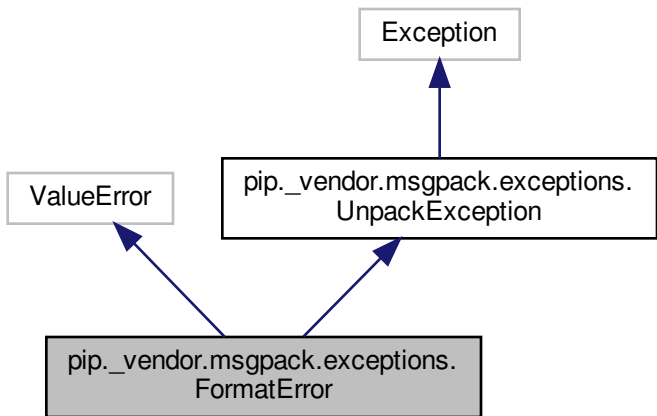 Exception
pip._vendor.msgpack.exceptions.
UnpackException
ValueError
pip._vendor.msgpack.exceptions.
FormatError